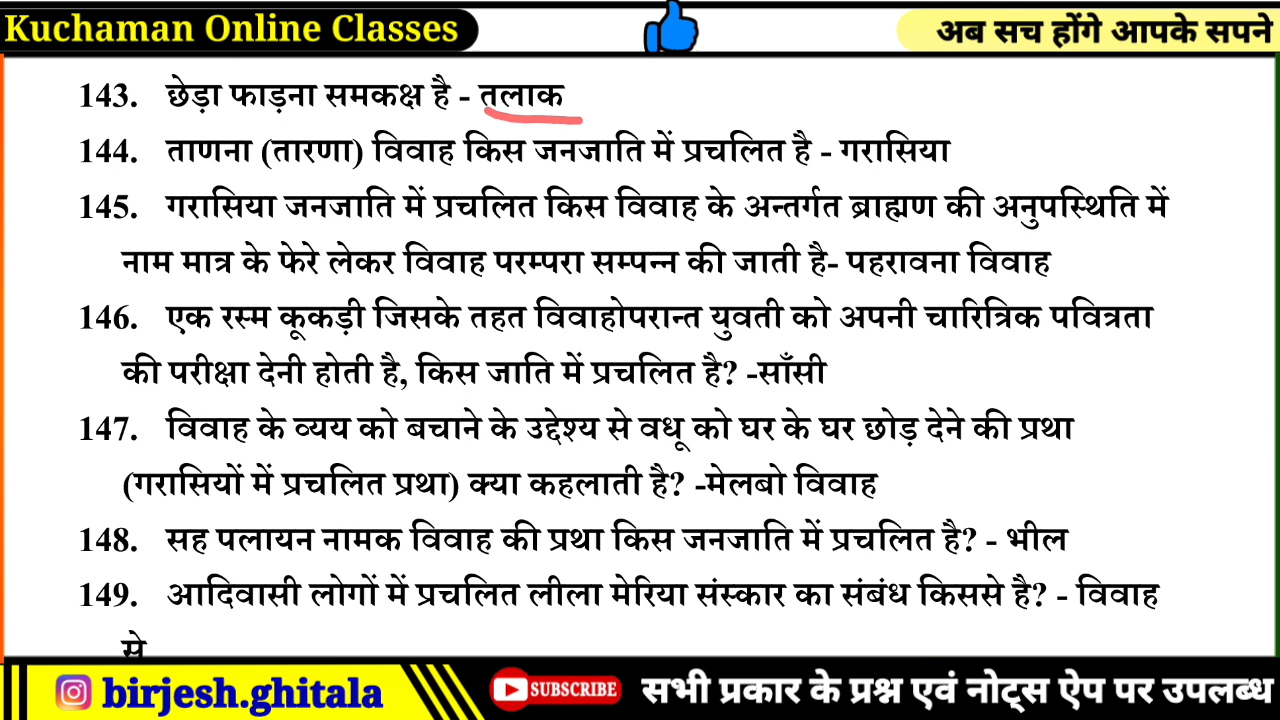 Kuchaman Online Classes
अब सच होंगे आपके सपने
143. छेड़ा फाड़ना समकक्ष है - तलाक
144. ताणना (तारणा) विवाह किस जनजाति में प्रचलित है - गरासिया
145. गरासिया जनजाति में प्रचलित किस विवाह के अन्तर्गत ब्राह्मण की अनुपस्थिति में
नाम मात्र के फेरे लेकर विवाह परम्परा सम्पन्न की जाती है- पहरावना विवाह
146. एक रस्म कूकड़ी जिसके तहत विवाहोपरान्त युवती को अपनी चारित्रिक पवित्रता
की परीक्षा देनी होती है, किस जाति में प्रचलित है? -साँसी
147. विवाह के व्यय को बचाने के उद्देश्य से वधू को घर के घर छोड़ देने की प्रथा
(गरासियों में प्रचलित प्रथा) क्या कहलाती है? -मेलबो विवाह
148. सह पलायन नामक विवाह की प्रथा किस जनजाति में प्रचलित है? - भील
149. आदिवासी लोगों में प्रचलित लीला मेरिया संस्कार का संबंध किससे है? - विवाह
से
birjesh.ghitala
SUBSCRIBE
सभी प्रकार के प्रश्न एवं नोट्स ऐप पर उपलब्ध